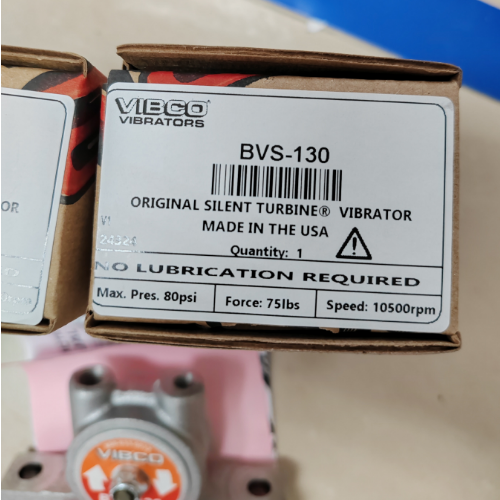 VIBCO®
VIBRATORS
BVS-130
ORIGINAL SILENT TURBINE® VIBRATOR
MADE IN THE USA
Quantity: 1
NO LUBRICATION REQUIRED
Max. Pres. 80psi
Force: 75lbs
Speed: 10500rpm
OR
VIBCO